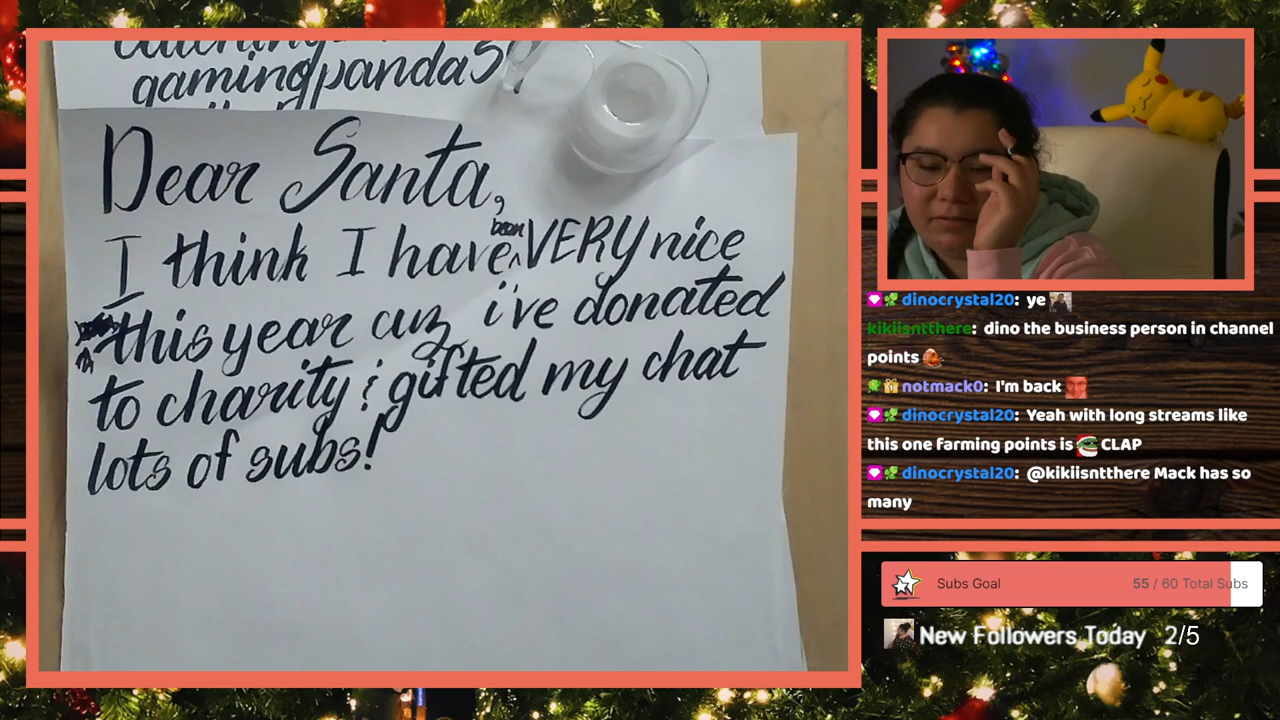 gamingpandas
Dear Santa,
I think I have been VERY nice
this year cuz i've donated
to charity & gifted my chat
lots of subs!
dinocrystal20: ye
kikiisntthere: dino the business person in channel
points
notmack0: I'm back
dinocrystal20: Yeah with long streams like
this one farming points is CLAP
dinocrystal20: @kikiisntthere Mack has so
many
Subs Goal 55 / 60 Total Subs
New Followers Today 2/5